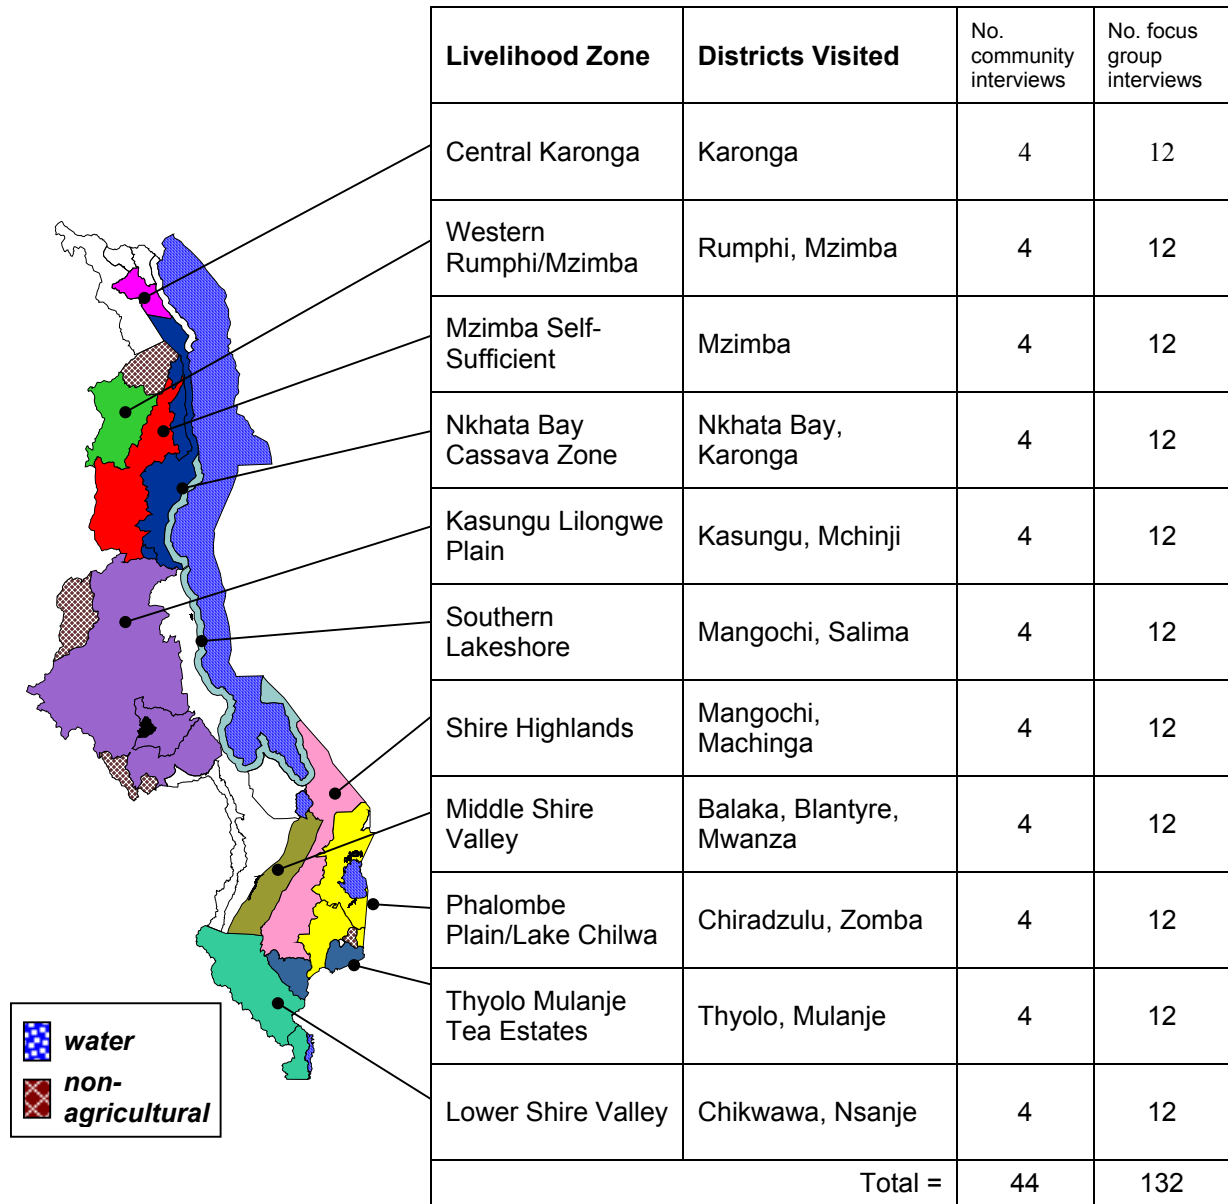 Livelihood Zone
Districts Visited
No.
community
interviews
No. focus
group
interviews
Central Karonga
Karonga
4
12
Western
Rumphi/Mzimba
Rumphi, Mzimba
4
12
Mzimba Self-
Sufficient
Mzimba
4
12
Nkhata Bay
Cassava Zone
Nkhata Bay,
Karonga
4
12
Kasungu Lilongwe
Plain
Kasungu, Mchinji
4
12
Southern
Lakeshore
Mangochi, Salima
4
12
Shire Highlands
Mangochi,
Machinga
4
12
Middle Shire
Valley
Balaka, Blantyre,
Mwanza
4
12
Phalombe
Plain/Lake Chilwa
Chiradzulu, Zomba
4
12
Thyolo Mulanje
Tea Estates
Thyolo, Mulanje
4
12
Lower Shire Valley
Chikwawa, Nsanje
4
12
Total =
44
132
water
non-
agricultural